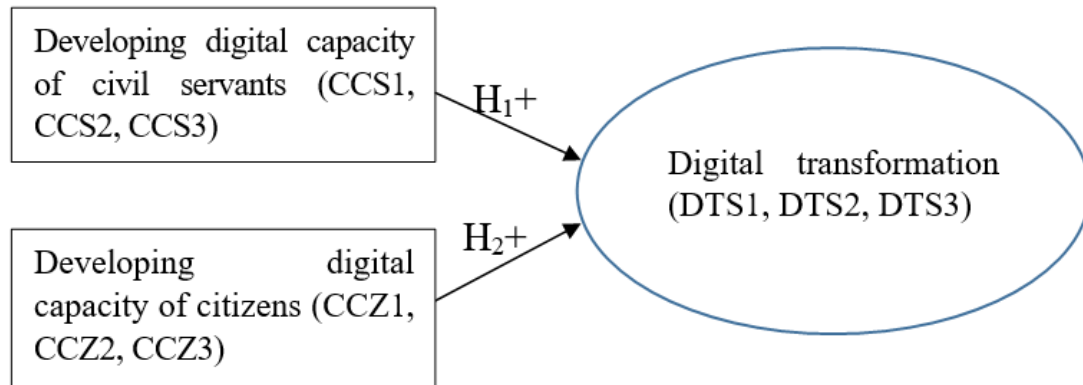 Developing digital capacity
of civil servants (CCS1,
CCS2, CCS3)
H₁+
Digital transformation
(DTS1, DTS2, DTS3)
H₂+
Developing digital
capacity of citizens (CCZ1,
CCZ2, CCZ3)